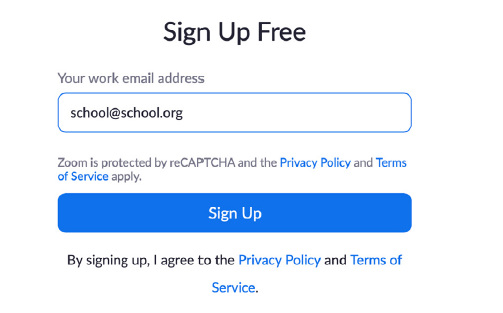 Sign Up Free
Your work email address
school@school.org
Zoom is protected by reCAPTCHA and the Privacy Policy and Terms
of Service apply.
Sign Up
By signing up, I agree to the Privacy Policy and Terms of
Service.